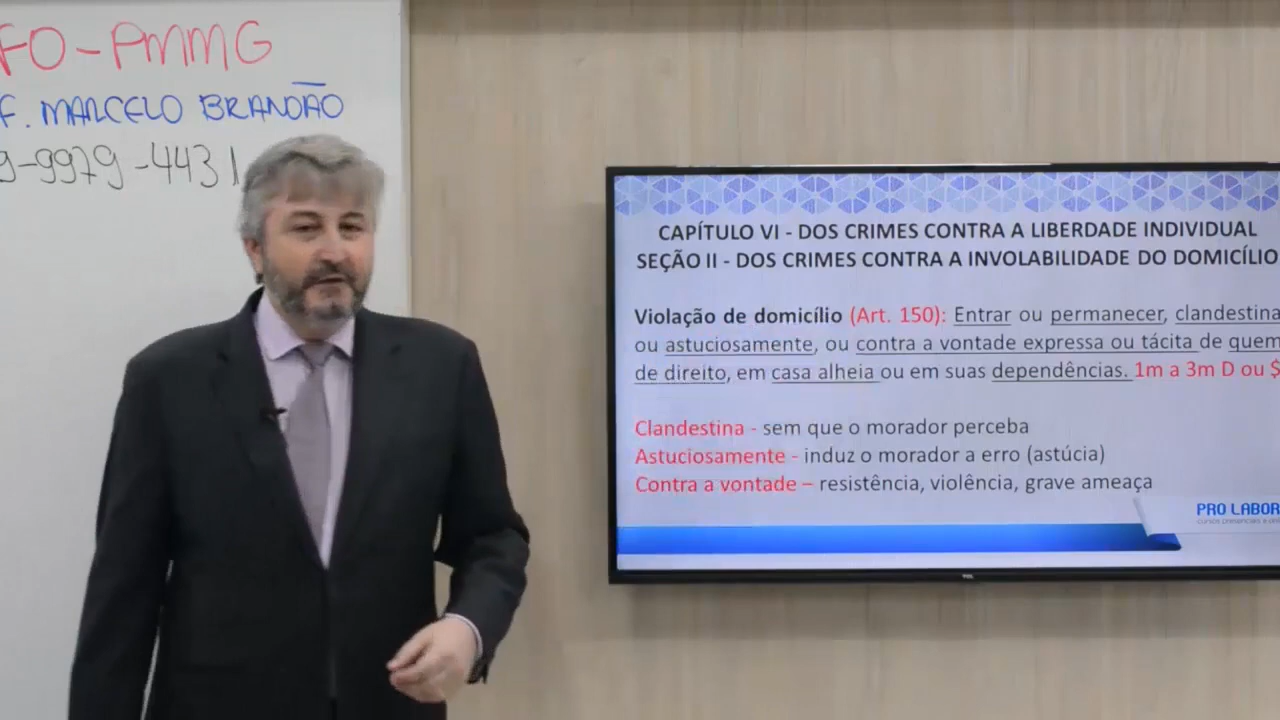 FO-PMMG
F. MARCELO BRANDÃO
9-9979-4431
CAPÍTULO VI - DOS CRIMES CONTRA A LIBERDADE INDIVIDUAL
SEÇÃO II - DOS CRIMES CONTRA A INVOLABILIDADE DO DOMICÍLIO
Violação de domicílio (Art. 150): Entrar ou permanecer, clandestina
ou astuciosamente, ou contra a vontade expressa ou tácita de quem
de direito, em casa alheia ou em suas dependências. 1m a 3m D ou $
Clandestina - sem que o morador perceba
Astuciosamente - induz o morador a erro (astúcia)
Contra a vontade – resistência, violência, grave ameaça
PRO LABOR
TCL